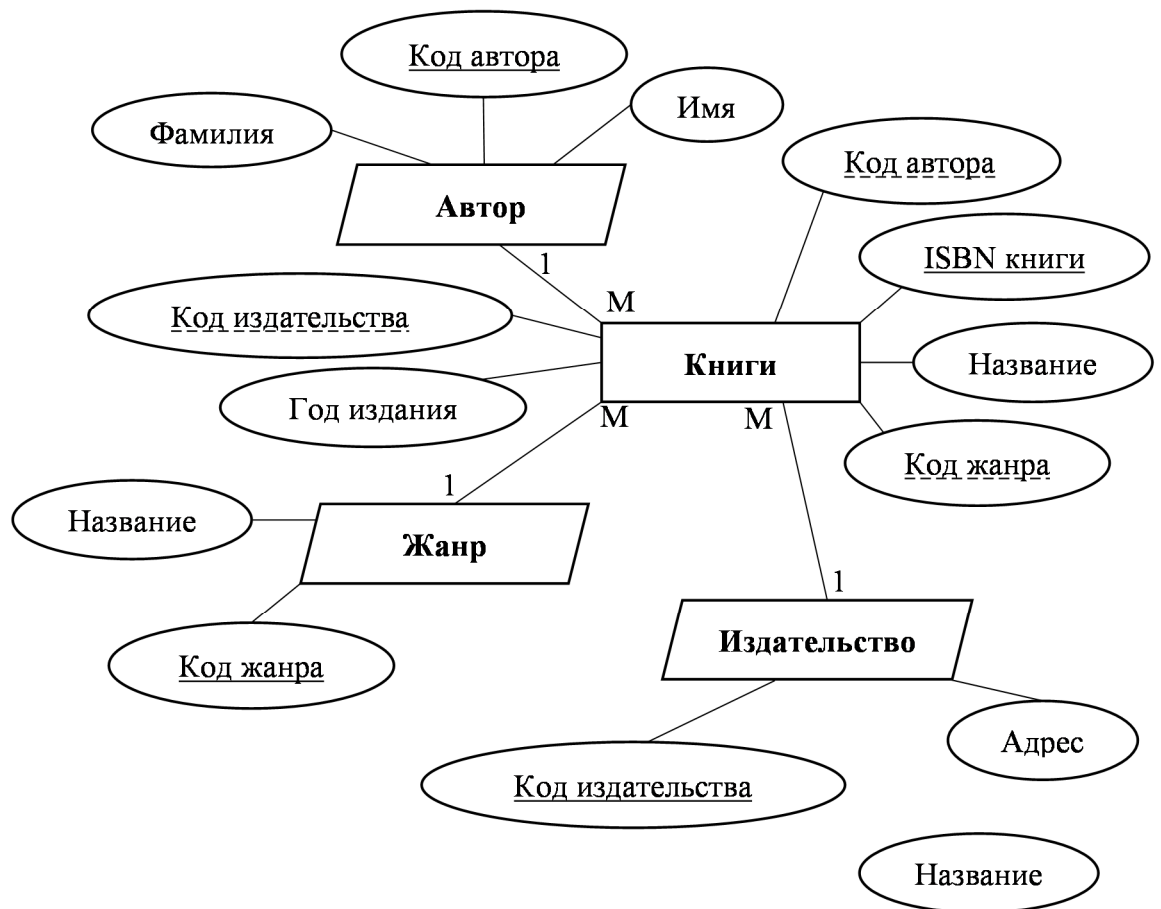 Код автора
Имя
Фамилия
Код автора
Автор
ISBN книги
1
Код издательства
М
Книги
Название
Год издания
М
М
Код жанра
1
Название
Жанр
1
Издательство
Код жанра
Адрес
Код издательства
Название